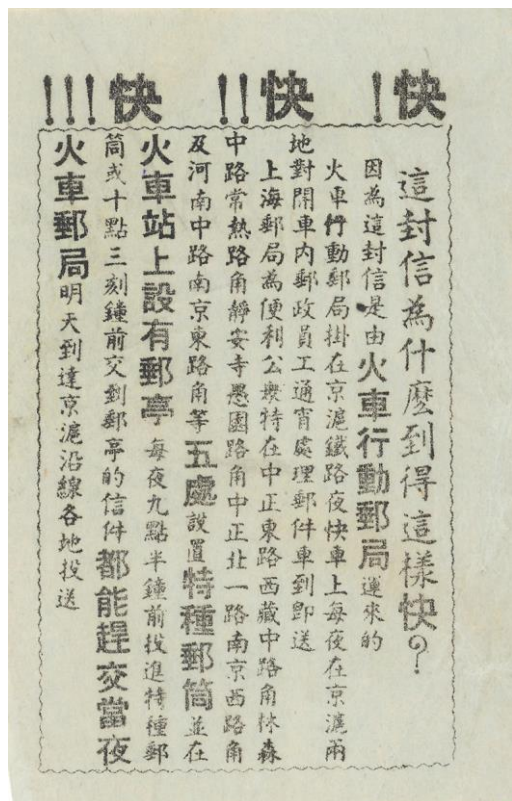 快! 快!! 快!!!
這封信為什麼到得這樣快?
因為這封信是由火車行動郵局運來的
火車行動郵局掛在京滬鐵路夜快車上每夜在京滬兩
地對開車內郵政員工通宵處理郵件車到卽送
上海郵局為便利公衆特在中正東路西藏中路角林森
中路常熟路角靜安寺愚園路角中正北一路南京西路角
及河南中路南京東路角等五處設置特種郵筒並在
火車站上設有郵亭每夜九點半鐘前投進特種郵
筒或十點三刻鐘前交到郵亭的信件都能趕交當夜
火車郵局明天到達京滬沿線各地投送